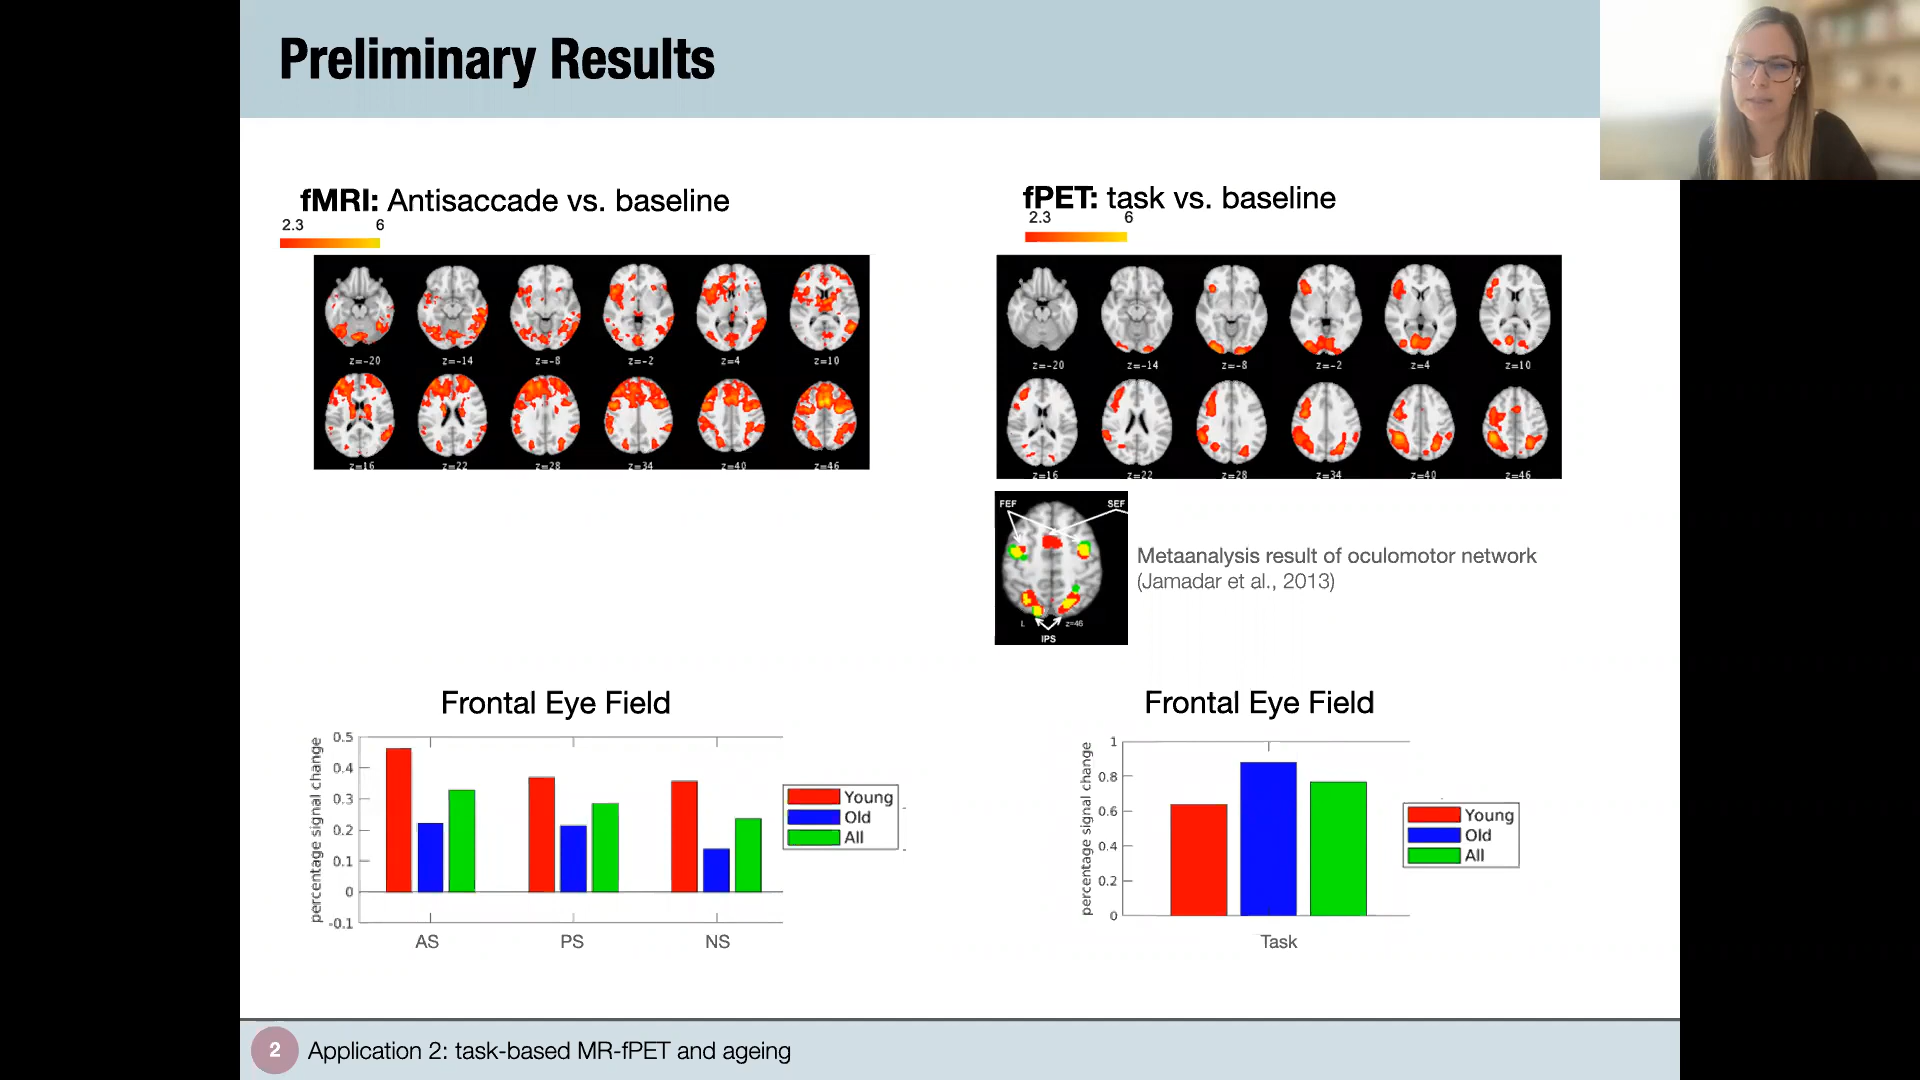 Preliminary Results
fMRI: Antisaccade vs. baseline
2.3 6
z=-20 z=-14 z=-8 z=-2 z=4 z=10
z=16 z=22 z=28 z=34 z=40 z=46
fPET: task vs. baseline
2.3 6
z=-20 z=-14 z=-8 z=-2 z=4 z=10
z=16 z=22 z=28 z=34 z=40 z=46
FEF SEF
L z=46
IPS
Metaanalysis result of oculomotor network
(Jamadar et al., 2013)
Frontal Eye Field
percentage signal change
0.5
0.4
0.3
0.2
0.1
0
-0.1
AS PS NS
Young
Old
All
Frontal Eye Field
percentage signal change
1
0.8
0.6
0.4
0.2
0
Task
Young
Old
All
2 Application 2: task-based MR-fPET and ageing